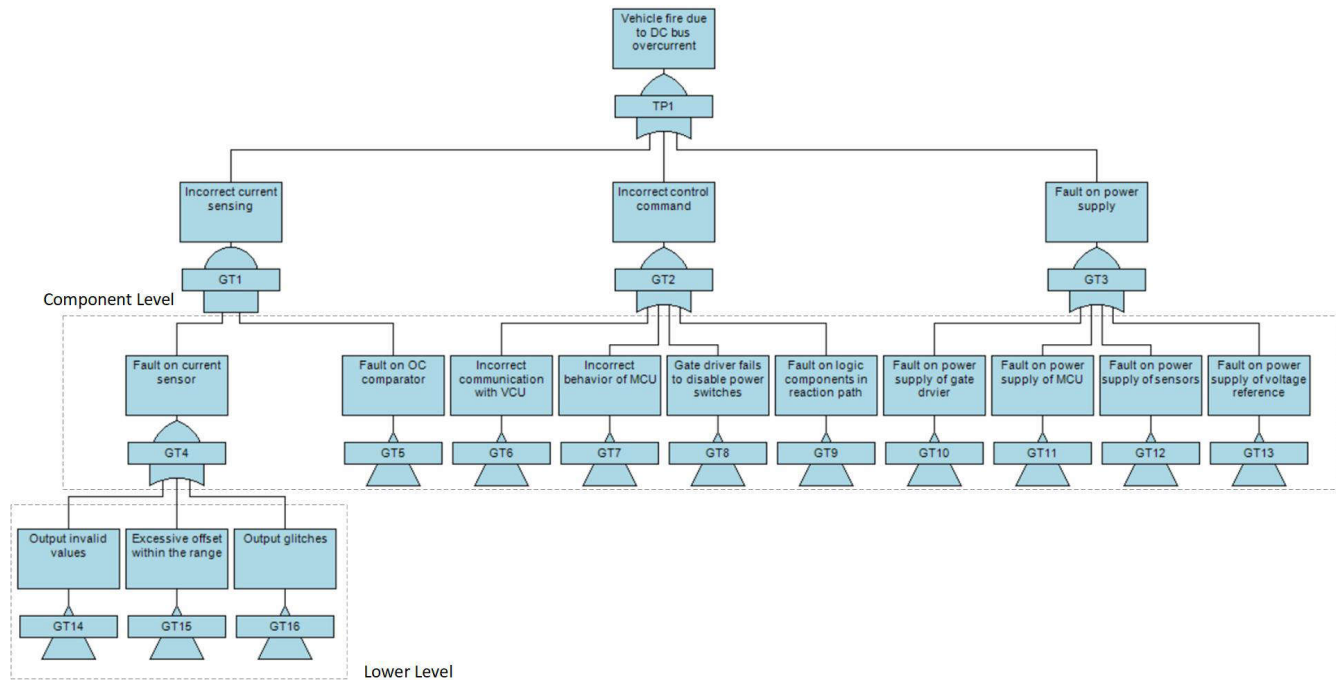 Vehicle fire due
to DC bus
overcurrent
TP1
Incorrect current
sensing
Incorrect control
command
Fault on power
supply
GT1
GT2
GT3
Component Level
Fault on current
sensor
Fault on OC
comparator
Incorrect
communication
with VCU
Incorrect
behavior of MCU
Gate driver fails
to disable power
switches
Fault on logic
components in
reaction path
Fault on power
supply of gate
drvier
Fault on power
supply of MCU
Fault on power
supply of sensors
Fault on power
supply of voltage
reference
GT4
GT5
GT6
GT7
GT8
GT9
GT10
GT11
GT12
GT13
Output invalid
values
Excessive offset
within the range
Output glitches
GT14
GT15
GT16
Lower Level